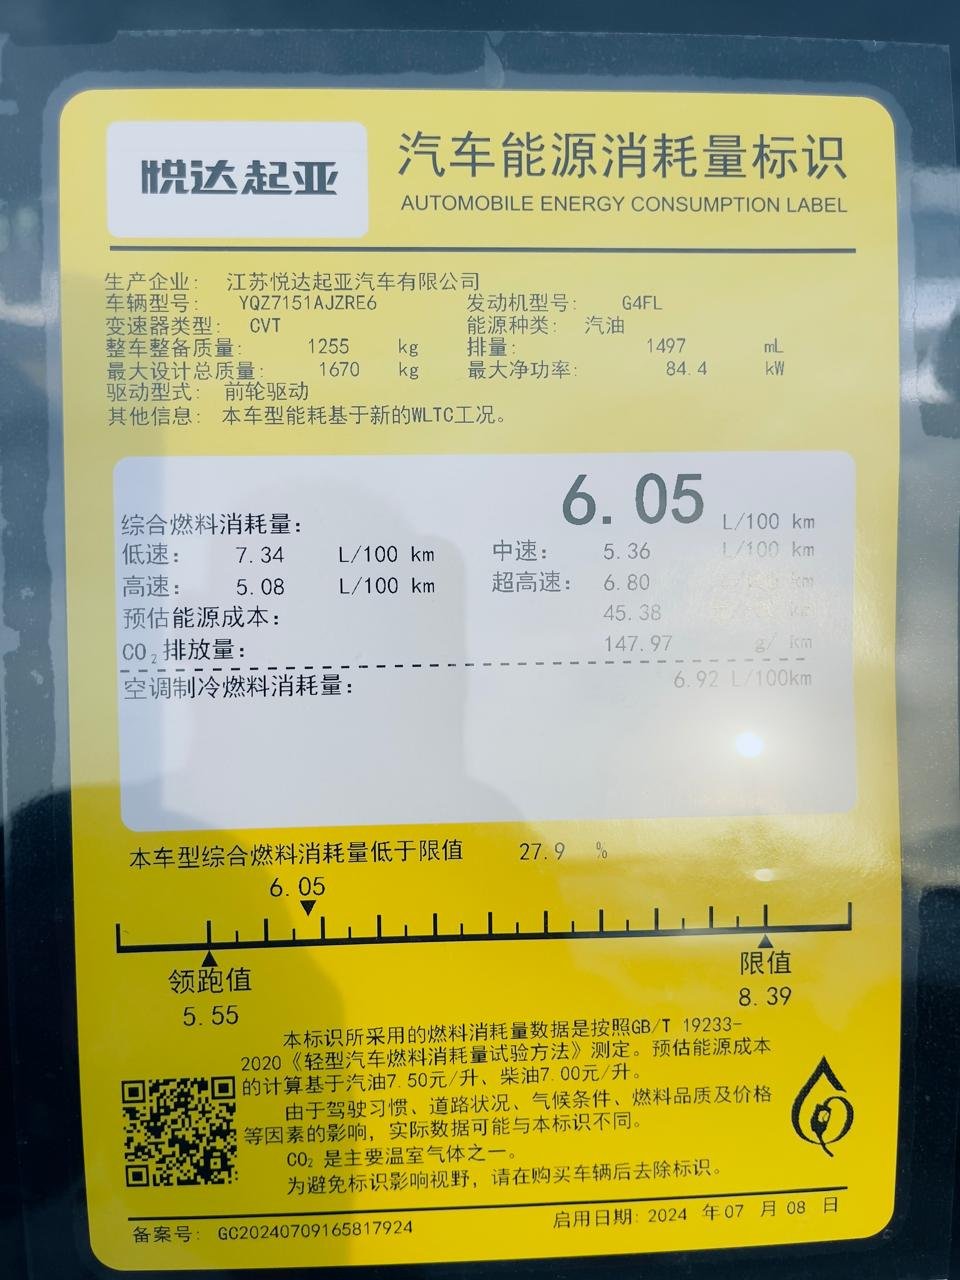 悦达起亚
汽车能源消耗量标识
AUTOMOBILE ENERGY CONSUMPTION LABEL
生产企业: 江苏悦达起亚汽车有限公司
车辆型号: YQZ7151AJZRE6 发动机型号: G4FL
变速器类型: CVT 能源种类: 汽油
整车整备质量: 1255 kg 排量: 1497 mL
最大设计总质量: 1670 kg 最大净功率: 84.4 kW
驱动型式: 前轮驱动
其他信息: 本车型能耗基于新的WLTC工况。
综合燃料消耗量: 6.05 L/100 km
低速: 7.34 L/100 km 中速: 5.36 L/100 km
高速: 5.08 L/100 km 超高速: 6.80 km
预估能源成本: 45.38 km
CO₂排放量: 147.97 g/ km
空调制冷燃料消耗量: 6.92 L/100km
本车型综合燃料消耗量低于限值 27.9 %
6.05
领跑值
5.55
限值
8.39
本标识所采用的燃料消耗量数据是按照GB/T 19233-
2020《轻型汽车燃料消耗量试验方法》测定。预估能源成本
的计算基于汽油7.50元/升、柴油7.00元/升。
由于驾驶习惯、道路状况、气候条件、燃料品质及价格
等因素的影响，实际数据可能与本标识不同。
CO₂ 是主要温室气体之一。
为避免标识影响视野，请在购买车辆后去除标识。
备案号: GC20240709165817924
启用日期: 2024 年07 月 08 日